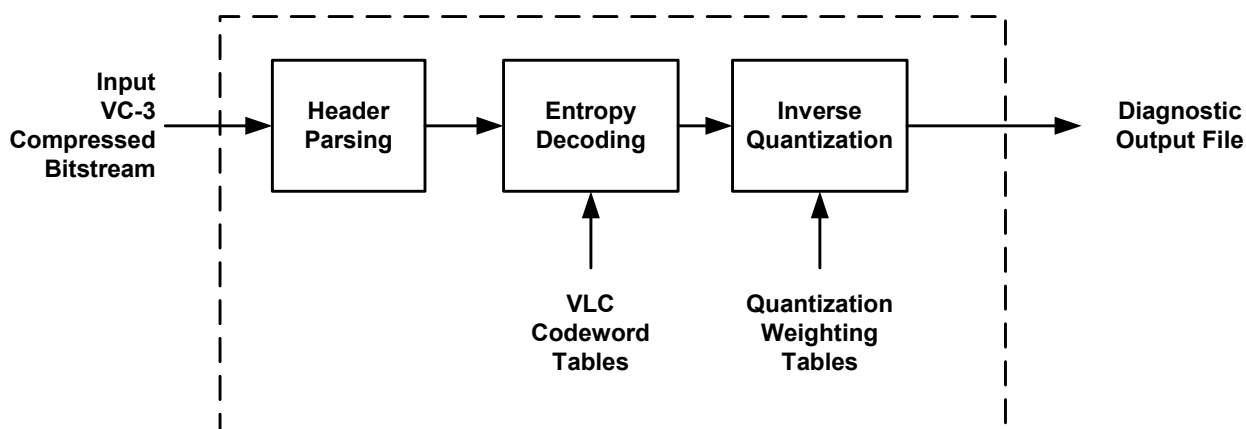 Input
VC-3
Compressed
Bitstream
Header
Parsing
Entropy
Decoding
Inverse
Quantization
Diagnostic
Output File
VLC
Codeword
Tables
Quantization
Weighting
Tables